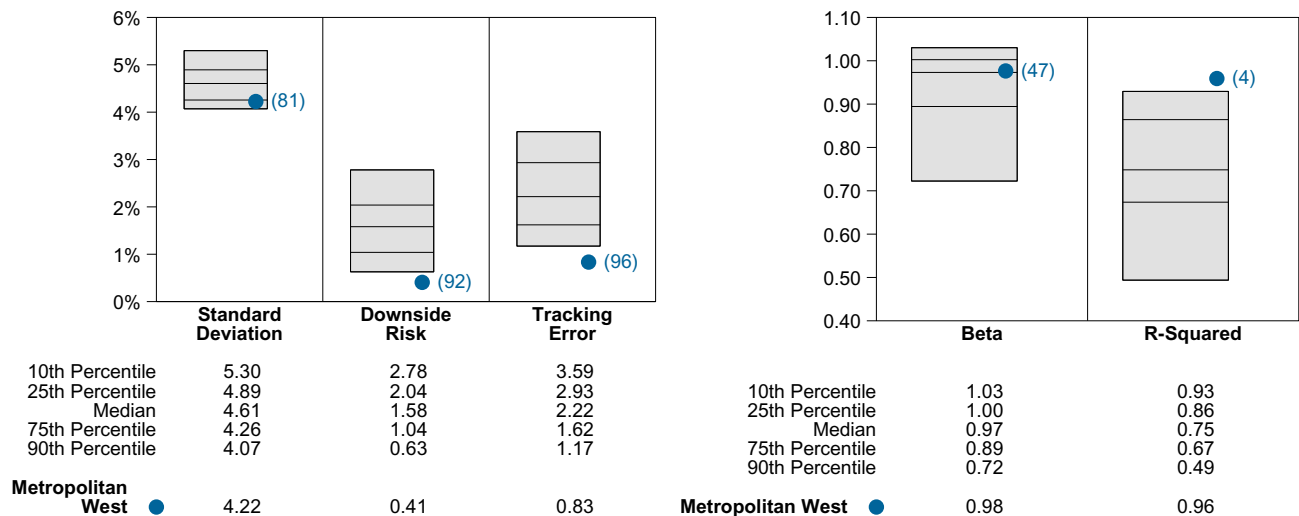 6%
5%
4%
3%
2%
1%
0%
(81)
(92)
(96)
Standard Deviation
Downside Risk
Tracking Error
10th Percentile 5.30 2.78 3.59
25th Percentile 4.89 2.04 2.93
Median 4.61 1.58 2.22
75th Percentile 4.26 1.04 1.62
90th Percentile 4.07 0.63 1.17
Metropolitan
West 4.22 0.41 0.83
1.10
1.00
0.90
0.80
0.70
0.60
0.50
0.40
(47)
(4)
Beta R-Squared
10th Percentile 1.03 0.93
25th Percentile 1.00 0.86
Median 0.97 0.75
75th Percentile 0.89 0.67
90th Percentile 0.72 0.49
Metropolitan West 0.98 0.96